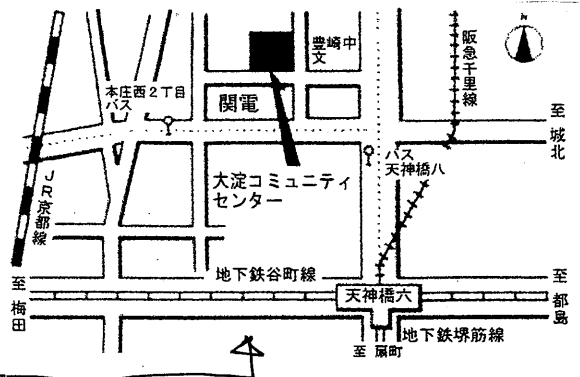 N
豊崎中
文
阪急千里線
本庄西2丁目
バス
関電
至城北
バス
天神橋八
大淀コミュニティ
センター
JR京都線
地下鉄谷町線
至梅田
天神橋六
至都島
地下鉄堺筋線
至 扇町